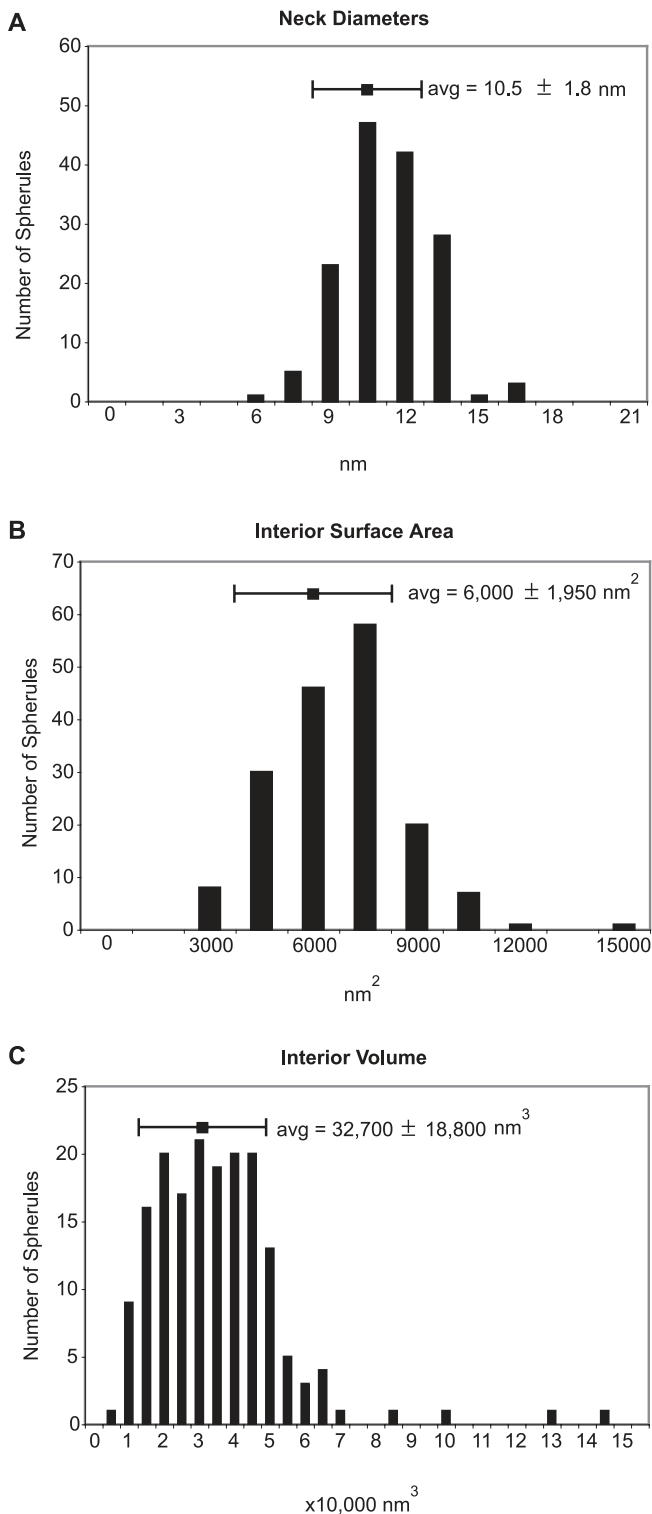 A
Neck Diameters
60
50
40
30
20
10
0
avg = 10.5 ± 1.8 nm
Number of Spherules
0 3 6 9 12 15 18 21
nm
B
Interior Surface Area
70
60
50
40
30
20
10
0
avg = 6,000 ± 1,950 nm²
Number of Spherules
0 3000 6000 9000 12000 15000
nm²
C
Interior Volume
25
20
15
10
5
0
avg = 32,700 ± 18,800 nm³
Number of Spherules
0 1 2 3 4 5 6 7 8 9 10 11 12 13 14 15
x10,000 nm³